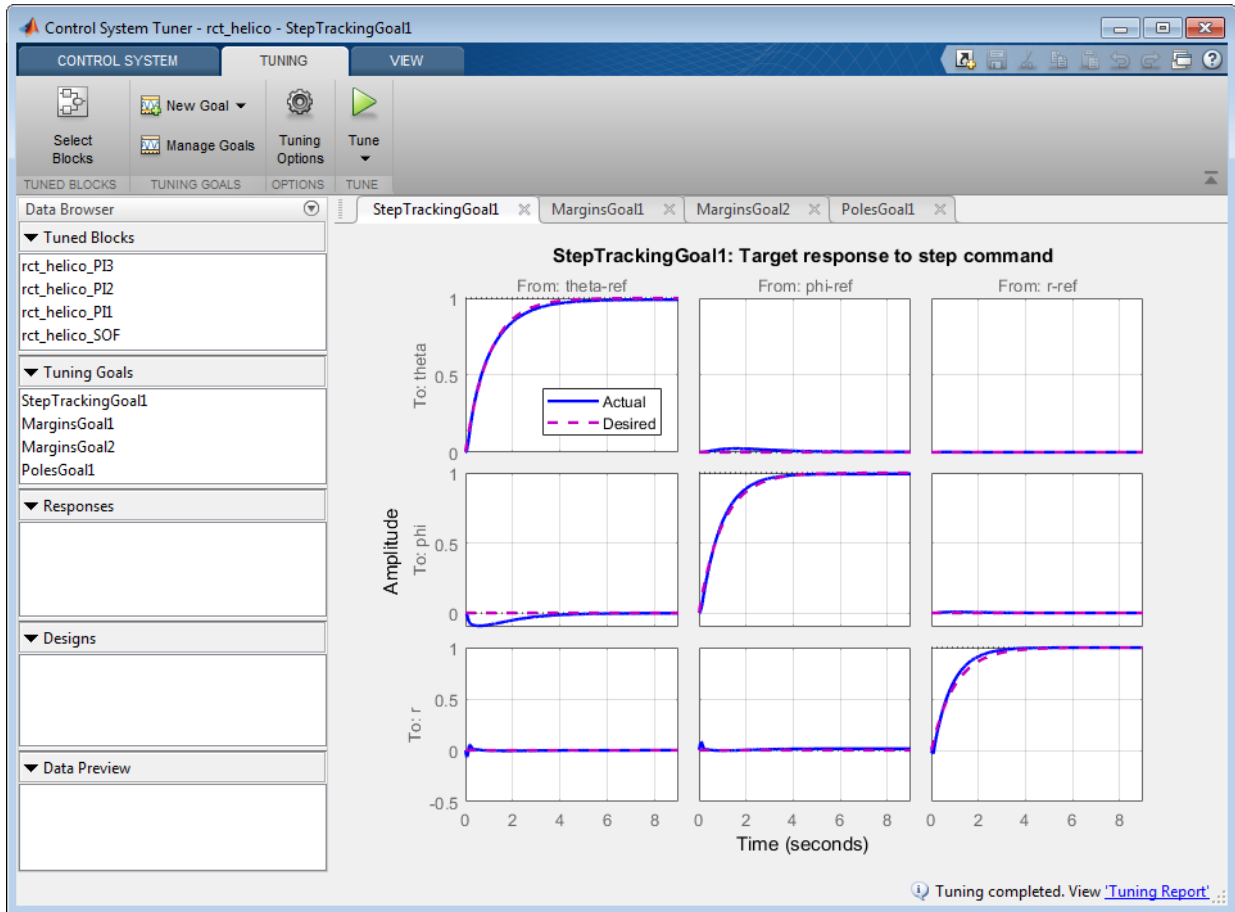 Control System Tuner - rct_helico - StepTrackingGoal1
CONTROL SYSTEM TUNING VIEW
Select Blocks
New Goal
Manage Goals
Tuning Options
Tune
TUNED BLOCKS TUNING GOALS OPTIONS TUNE
Data Browser
Tuned Blocks
rct_helico_PI3
rct_helico_PI2
rct_helico_PI1
rct_helico_SOF
Tuning Goals
StepTrackingGoal1
MarginsGoal1
MarginsGoal2
PolesGoal1
Responses
Designs
Data Preview
StepTrackingGoal1 MarginsGoal1 MarginsGoal2 PolesGoal1
StepTrackingGoal1: Target response to step command
From: theta-ref From: phi-ref From: r-ref
To: theta
1
0.5
0
Actual
Desired
Amplitude
To: phi
1
0.5
0
To: r
1
0.5
0
-0.5
0 2 4 6 8 0 2 4 6 8 0 2 4 6 8
Time (seconds)
Tuning completed. View 'Tuning Report'